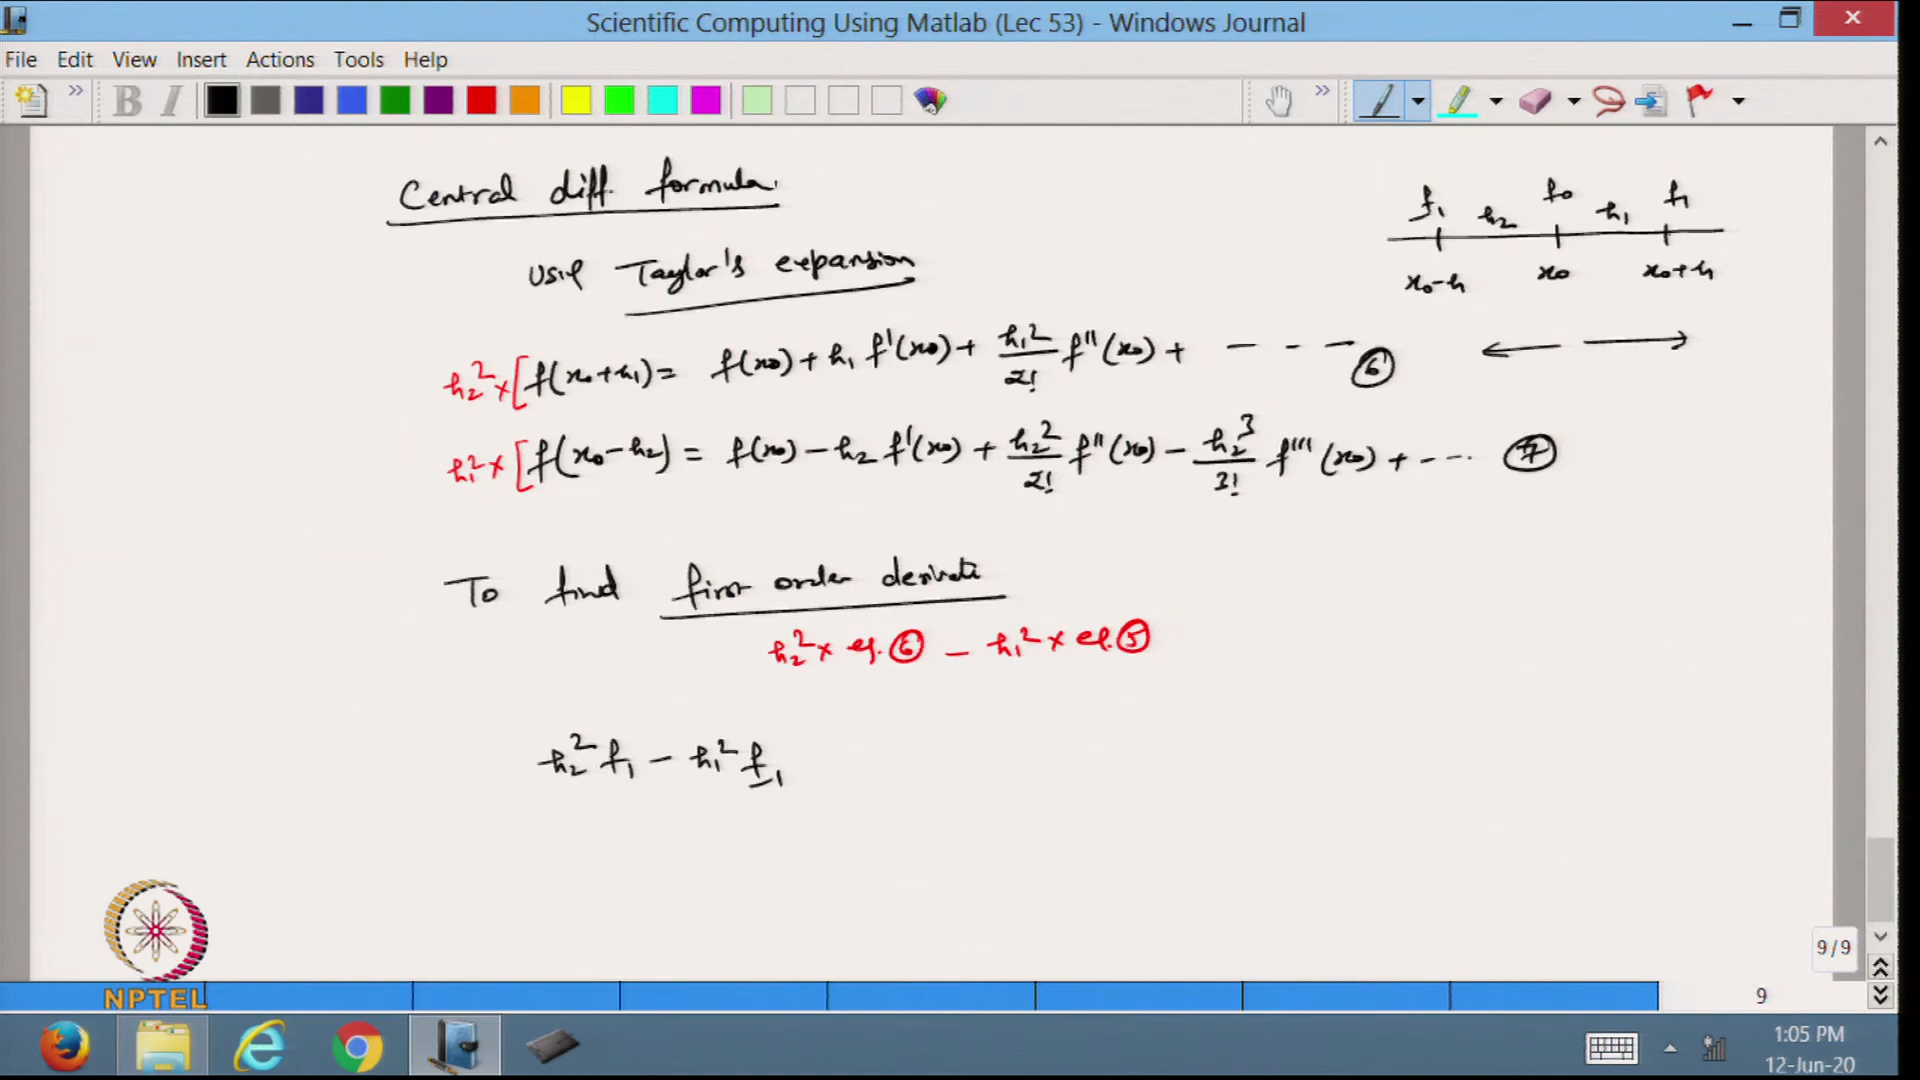 Scientific Computing Using Matlab (Lec 53) - Windows Journal
File Edit View Insert Actions Tools Help
B I
Central diff. formula.
f₋₁ h₂ f₀ h₁ f₁
x₀-h x₀ x₀+h
Using Taylor's expansion
h₂² × [f(x₀+h₁) = f(x₀) + h₁ f'(x₀) + h₁²/2! f''(x₀) + - - - ⑥
h₁² × [f(x₀-h₂) = f(x₀) - h₂ f'(x₀) + h₂²/2! f''(x₀) - h₂³/3! f'''(x₀) + - - - ⑦
To find first order derivate
h₂² × eq. ⑥ - h₁² × eq. ⑤
h₂² f₁ - h₁² f₋₁
9/9
NPTEL
9
1:05 PM
12-Jun-20